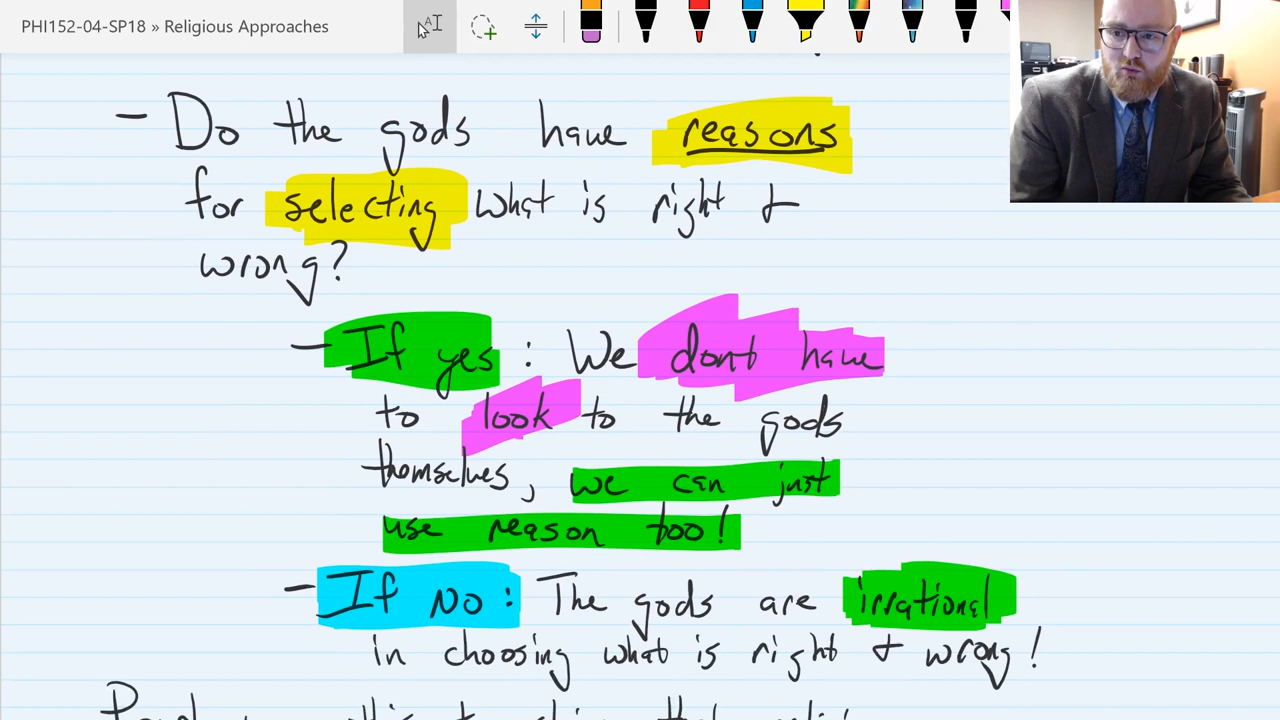 PHI152-04-SP18 » Religious Approaches
- Do the gods have reasons
for selecting what is right &
wrong?
- If yes: We dont have
to look to the gods
themselves, we can just
use reason too!
- If No: The gods are irrational
in choosing what is right & wrong!